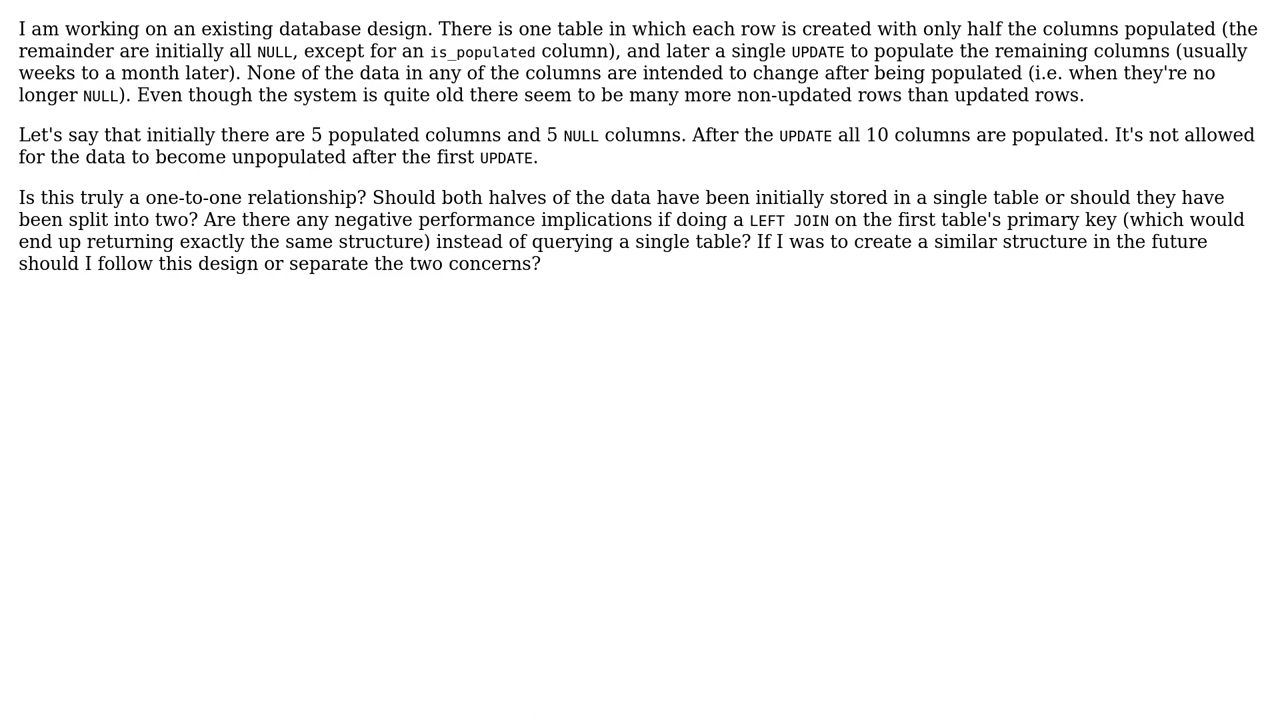 I am working on an existing database design. There is one table in which each row is created with only half the columns populated (the
remainder are initially all NULL, except for an is_populated column), and later a single UPDATE to populate the remaining columns (usually
weeks to a month later). None of the data in any of the columns are intended to change after being populated (i.e. when they're no
longer NULL). Even though the system is quite old there seem to be many more non-updated rows than updated rows.
Let's say that initially there are 5 populated columns and 5 NULL columns. After the UPDATE all 10 columns are populated. It's not allowed
for the data to become unpopulated after the first UPDATE.
Is this truly a one-to-one relationship? Should both halves of the data have been initially stored in a single table or should they have
been split into two? Are there any negative performance implications if doing a LEFT JOIN on the first table's primary key (which would
end up returning exactly the same structure) instead of querying a single table? If I was to create a similar structure in the future
should I follow this design or separate the two concerns?